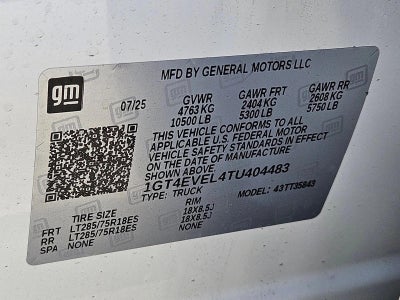 gm
MFD BY GENERAL MOTORS LLC
07/25
GVWR GAWR FRT GAWR RR
4763 KG 2404 KG 2608 KG
10500 LB 5300 LB 5750 LB
THIS VEHICLE CONFORMS TO ALL
APPLICABLE U.S. FEDERAL MOTOR
VEHICLE SAFETY STANDARDS IN EFFECT
ON THE DATE OF MANUFACTURE
SHOWN ABOVE.
1GT4EVEL4TU404483
TYPE: TRUCK MODEL: 43TT35843
TIRE SIZE RIM
FRT LT285/75R18ES 18X8.5J
RR LT285/75R18ES 18X8.5J
SPA NONE NONE